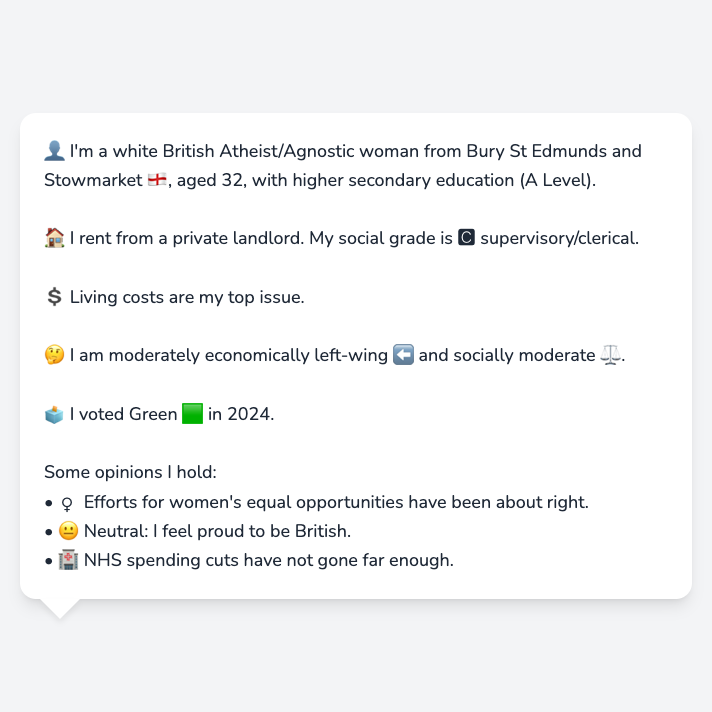 👤 I'm a white British Atheist/Agnostic woman from Bury St Edmunds and
Stowmarket 🏴󠁧󠁢󠁥󠁮󠁧󠁿, aged 32, with higher secondary education (A Level).
🏠 I rent from a private landlord. My social grade is 🅲 supervisory/clerical.
💲 Living costs are my top issue.
🤔 I am moderately economically left-wing ⬅️ and socially moderate ⚖️.
🗳️ I voted Green 🟩 in 2024.
Some opinions I hold:
• ♀ Efforts for women's equal opportunities have been about right.
• 😐 Neutral: I feel proud to be British.
• 🏥 NHS spending cuts have not gone far enough.